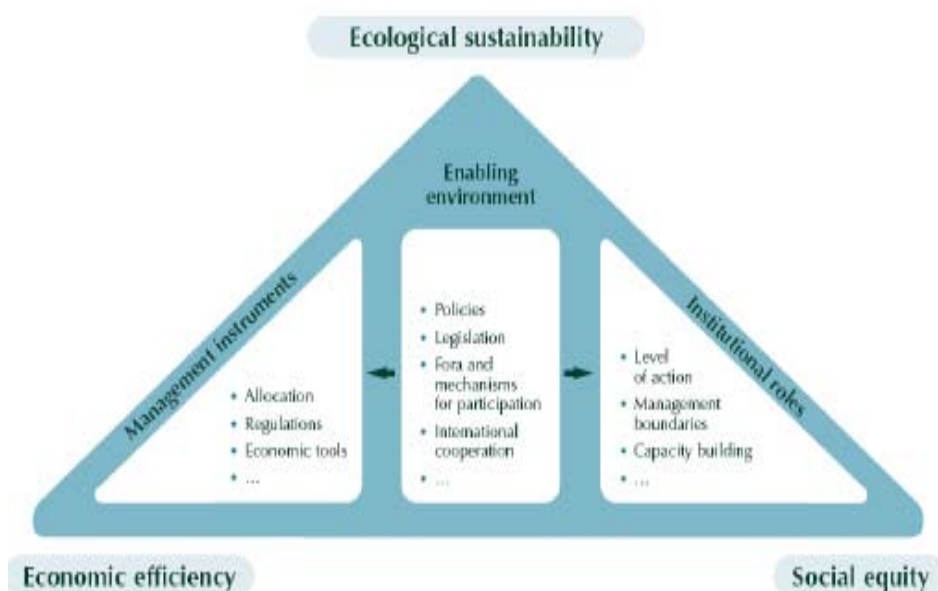 Ecological sustainability
Enabling
environment
Management instruments
• Allocation
• Regulations
• Economic tools
• ...
• Policies
• Legislation
• Fora and
mechanisms
for participation
• International
cooperation
• ...
Institutional roles
• Level
of action
• Management
boundaries
• Capacity building
• ...
Economic efficiency
Social equity